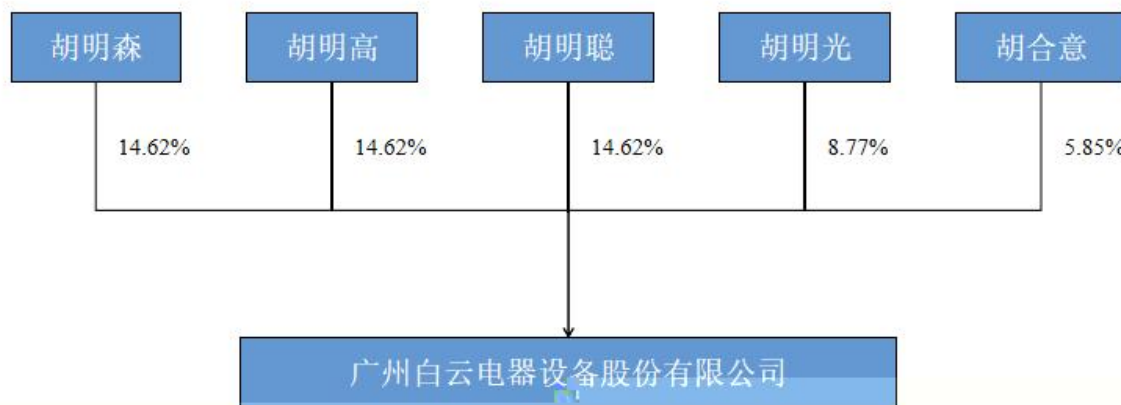 胡明森 胡明高 胡明聪 胡明光 胡合意
14.62% 14.62% 14.62% 8.77% 5.85%
广州白云电器设备股份有限公司